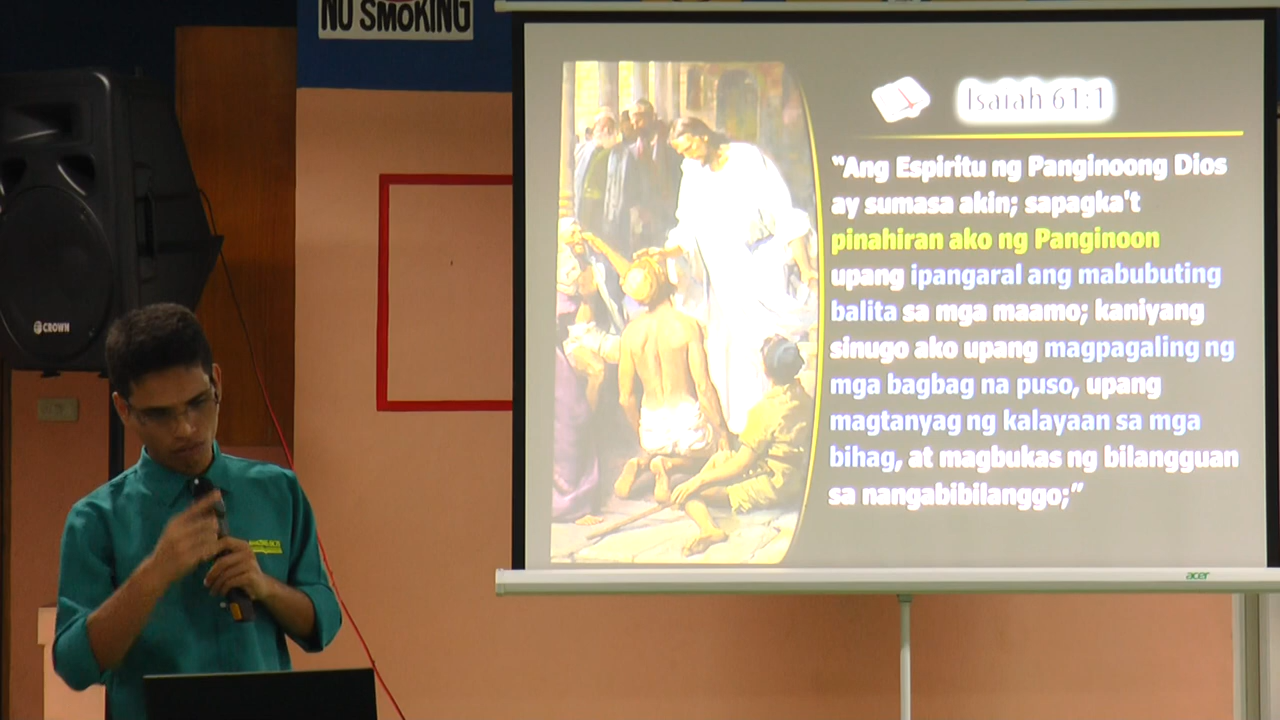 NO SMOKING
CROWN
Isaiah 61:1
“Ang Espiritu ng Panginoong Dios
ay sumasa akin; sapagka't
pinahiran ako ng Panginoon
upang ipangaral ang mabubuting
balita sa mga maamo; kaniyang
sinugo ako upang magpagaling ng
mga bagbag na puso, upang
magtanyag ng kalayaan sa mga
bihag, at magbukas ng bilangguan
sa nangabibilanggo;”
acer